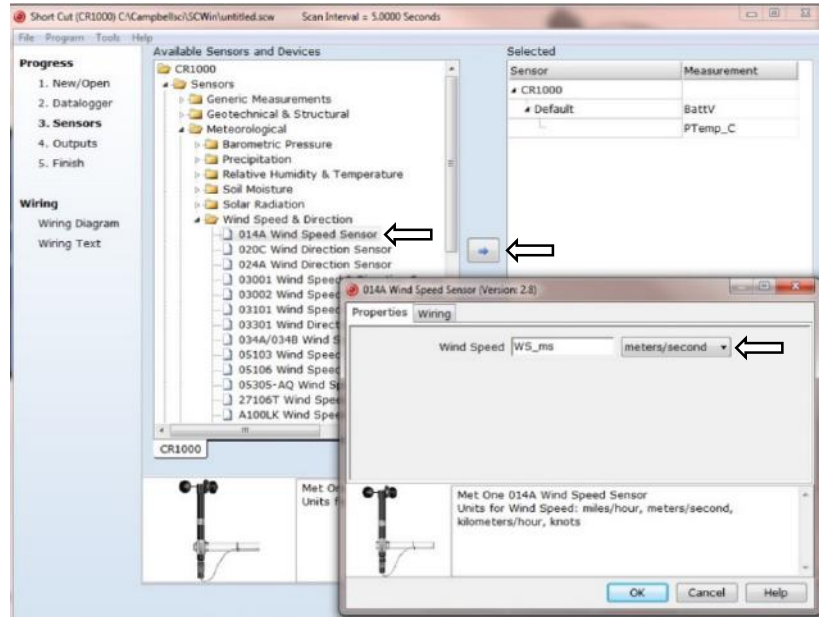 Short Cut (CR1000) C:\Campbellsci\SCWin\untitled.scw Scan Interval = 5.0000 Seconds
File Program Tools Help
Progress
1. New/Open
2. Datalogger
3. Sensors
4. Outputs
5. Finish
Wiring
Wiring Diagram
Wiring Text
Available Sensors and Devices
CR1000
Sensors
Generic Measurements
Geotechnical & Structural
Meteorological
Barometric Pressure
Precipitation
Relative Humidity & Temperature
Soil Moisture
Solar Radiation
Wind Speed & Direction
014A Wind Speed Sensor
020C Wind Direction Sensor
024A Wind Direction Sensor
03001 Wind Speed
03002 Wind Speed
03101 Wind Speed
03301 Wind Direct
034A/034B Wind S
05103 Wind Speed
05106 Wind Speed
05305-AQ Wind Sp
27106T Wind Spee
A100LK Wind Spee
CR1000
Met O
Units f
Selected
Sensor Measurement
CR1000
Default BattV
PTemp_C
014A Wind Speed Sensor (Version: 2.8)
Properties Wiring
Wind Speed WS_ms meters/second
Met One 014A Wind Speed Sensor
Units for Wind Speed: miles/hour, meters/second,
kilometers/hour, knots
OK Cancel Help